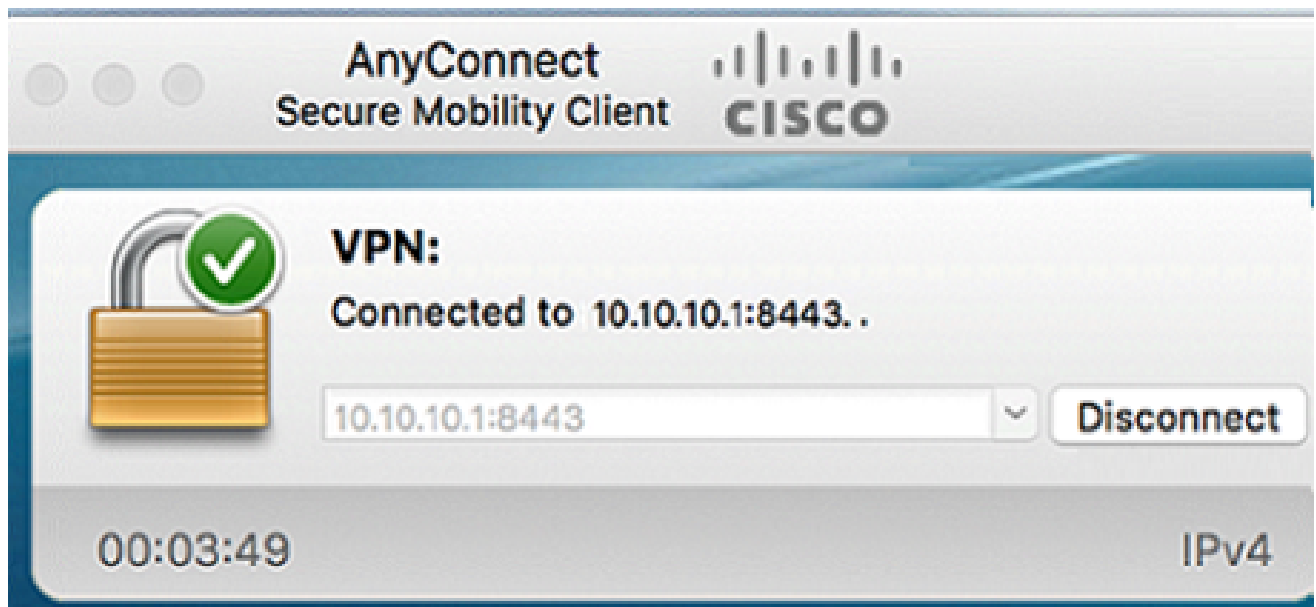 AnyConnect
Secure Mobility Client
CISCO
VPN:
Connected to 10.10.10.1:8443. .
10.10.10.1:8443
Disconnect
00:03:49
IPv4